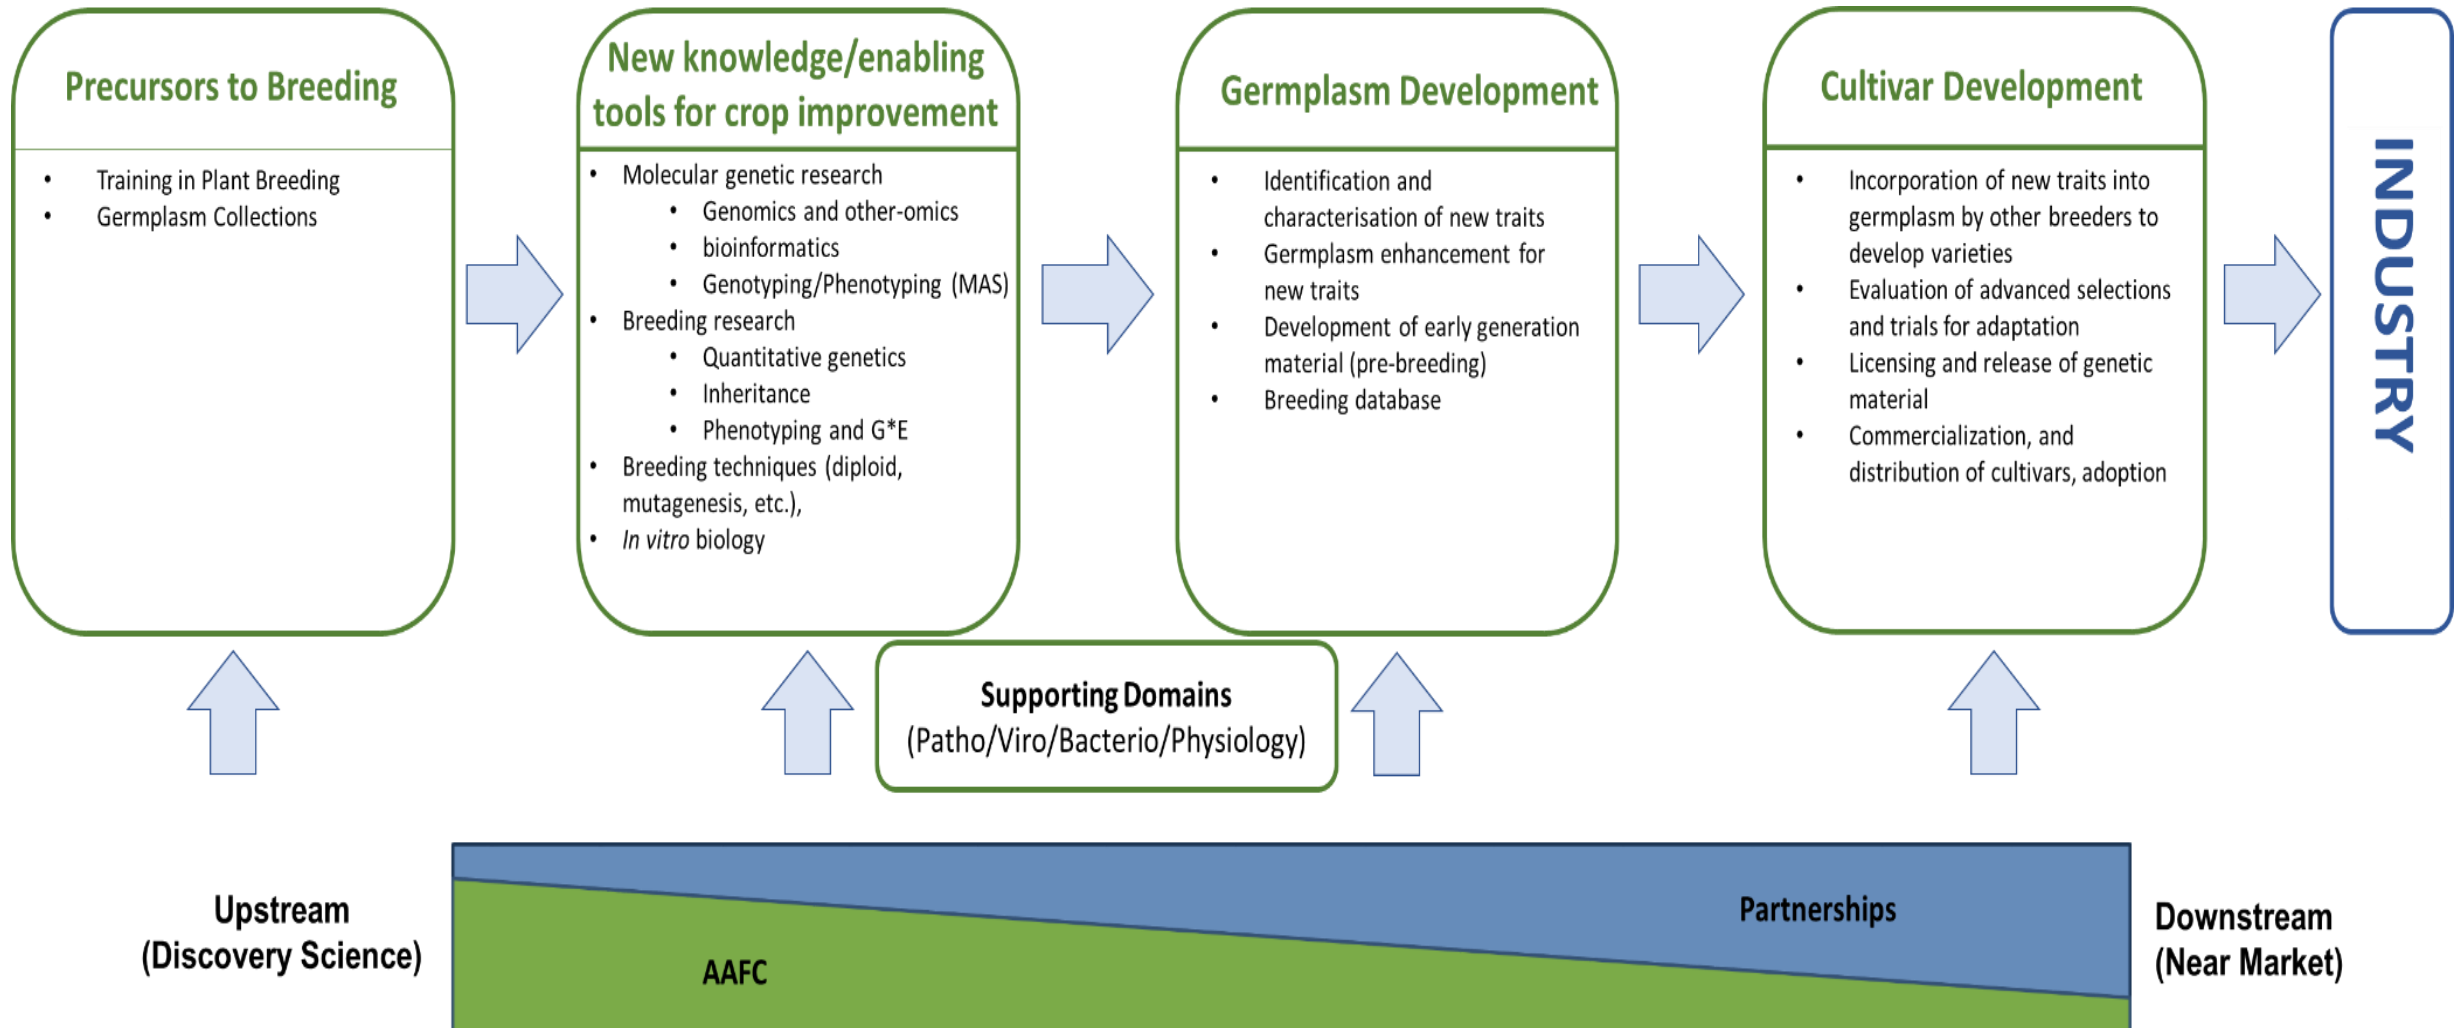 Precursors to Breeding
• Training in Plant Breeding
• Germplasm Collections
New knowledge/enabling
tools for crop improvement
• Molecular genetic research
• Genomics and other-omics
• bioinformatics
• Genotyping/Phenotyping (MAS)
• Breeding research
• Quantitative genetics
• Inheritance
• Phenotyping and G*E
• Breeding techniques (diploid,
mutagenesis, etc.),
• In vitro biology
Germplasm Development
• Identification and
characterisation of new traits
• Germplasm enhancement for
new traits
• Development of early generation
material (pre-breeding)
• Breeding database
Cultivar Development
• Incorporation of new traits into
germplasm by other breeders to
develop varieties
• Evaluation of advanced selections
and trials for adaptation
• Licensing and release of genetic
material
• Commercialization, and
distribution of cultivars, adoption
INDUSTRY
Supporting Domains
(Patho/Viro/Bacterio/Physiology)
Upstream
(Discovery Science)
AAFC
Partnerships
Downstream
(Near Market)